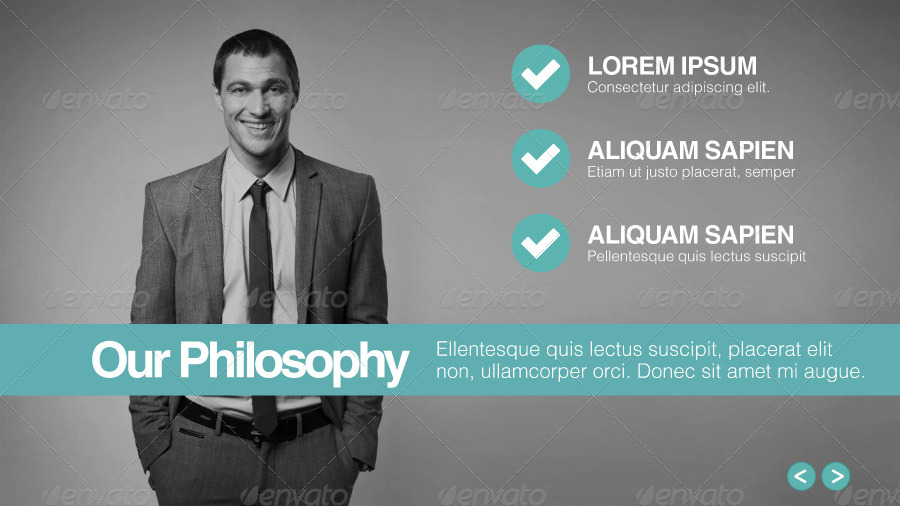 LOREM IPSUM
Consectetur adipiscing elit.
ALIQUAM SAPIEN
Etiam ut justo placerat, semper
ALIQUAM SAPIEN
Pellentesque quis lectus suscipit
Our Philosophy
Ellentesque quis lectus suscipit, placerat elit
non, ullamcorper orci. Donec sit amet mi augue.
envato